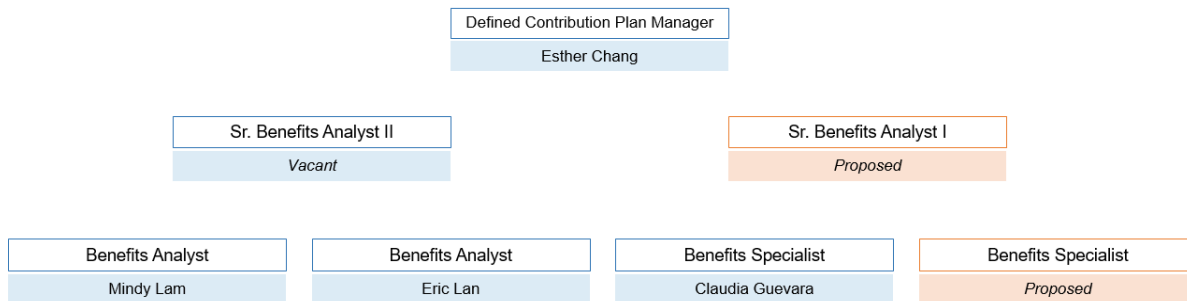 Defined Contribution Plan Manager
Esther Chang
Sr. Benefits Analyst II
Vacant
Sr. Benefits Analyst I
Proposed
Benefits Analyst
Mindy Lam
Benefits Analyst
Eric Lan
Benefits Specialist
Claudia Guevara
Benefits Specialist
Proposed